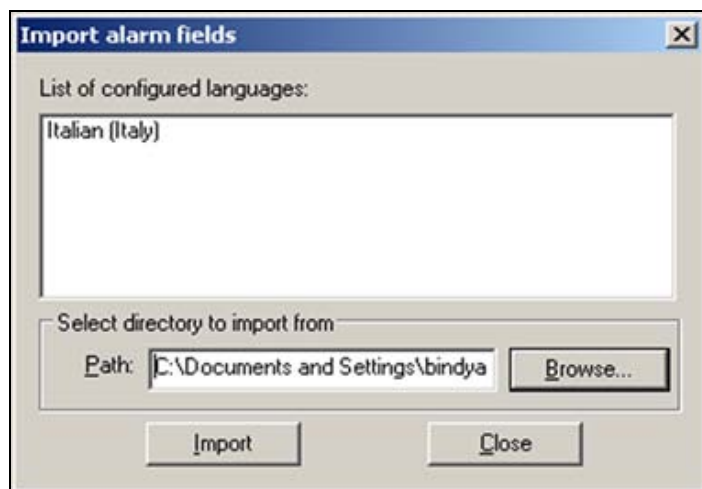 Import alarm fields
List of configured languages:
Italian (Italy)
Select directory to import from
Path: C:\Documents and Settings\bindya Browse...
Import Close